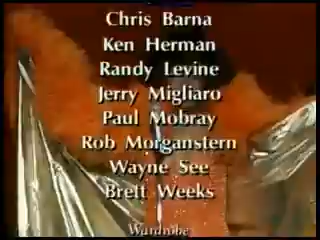 Chris Barna
Ken Herman
Randy Levine
Jerry Migliaro
Paul Mobray
Rob Morganstern
Wayne See
Brett Weeks
Wardrobe